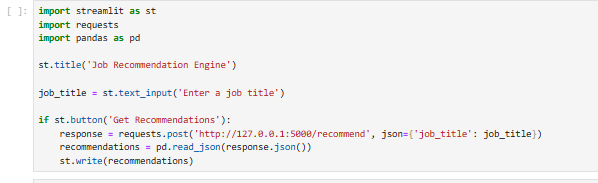 [ ]:
import streamlit as st
import requests
import pandas as pd
st.title('Job Recommendation Engine')
job_title = st.text_input('Enter a job title')
if st.button('Get Recommendations'):
    response = requests.post('http://127.0.0.1:5000/recommend', json={'job_title': job_title})
    recommendations = pd.read_json(response.json())
    st.write(recommendations)